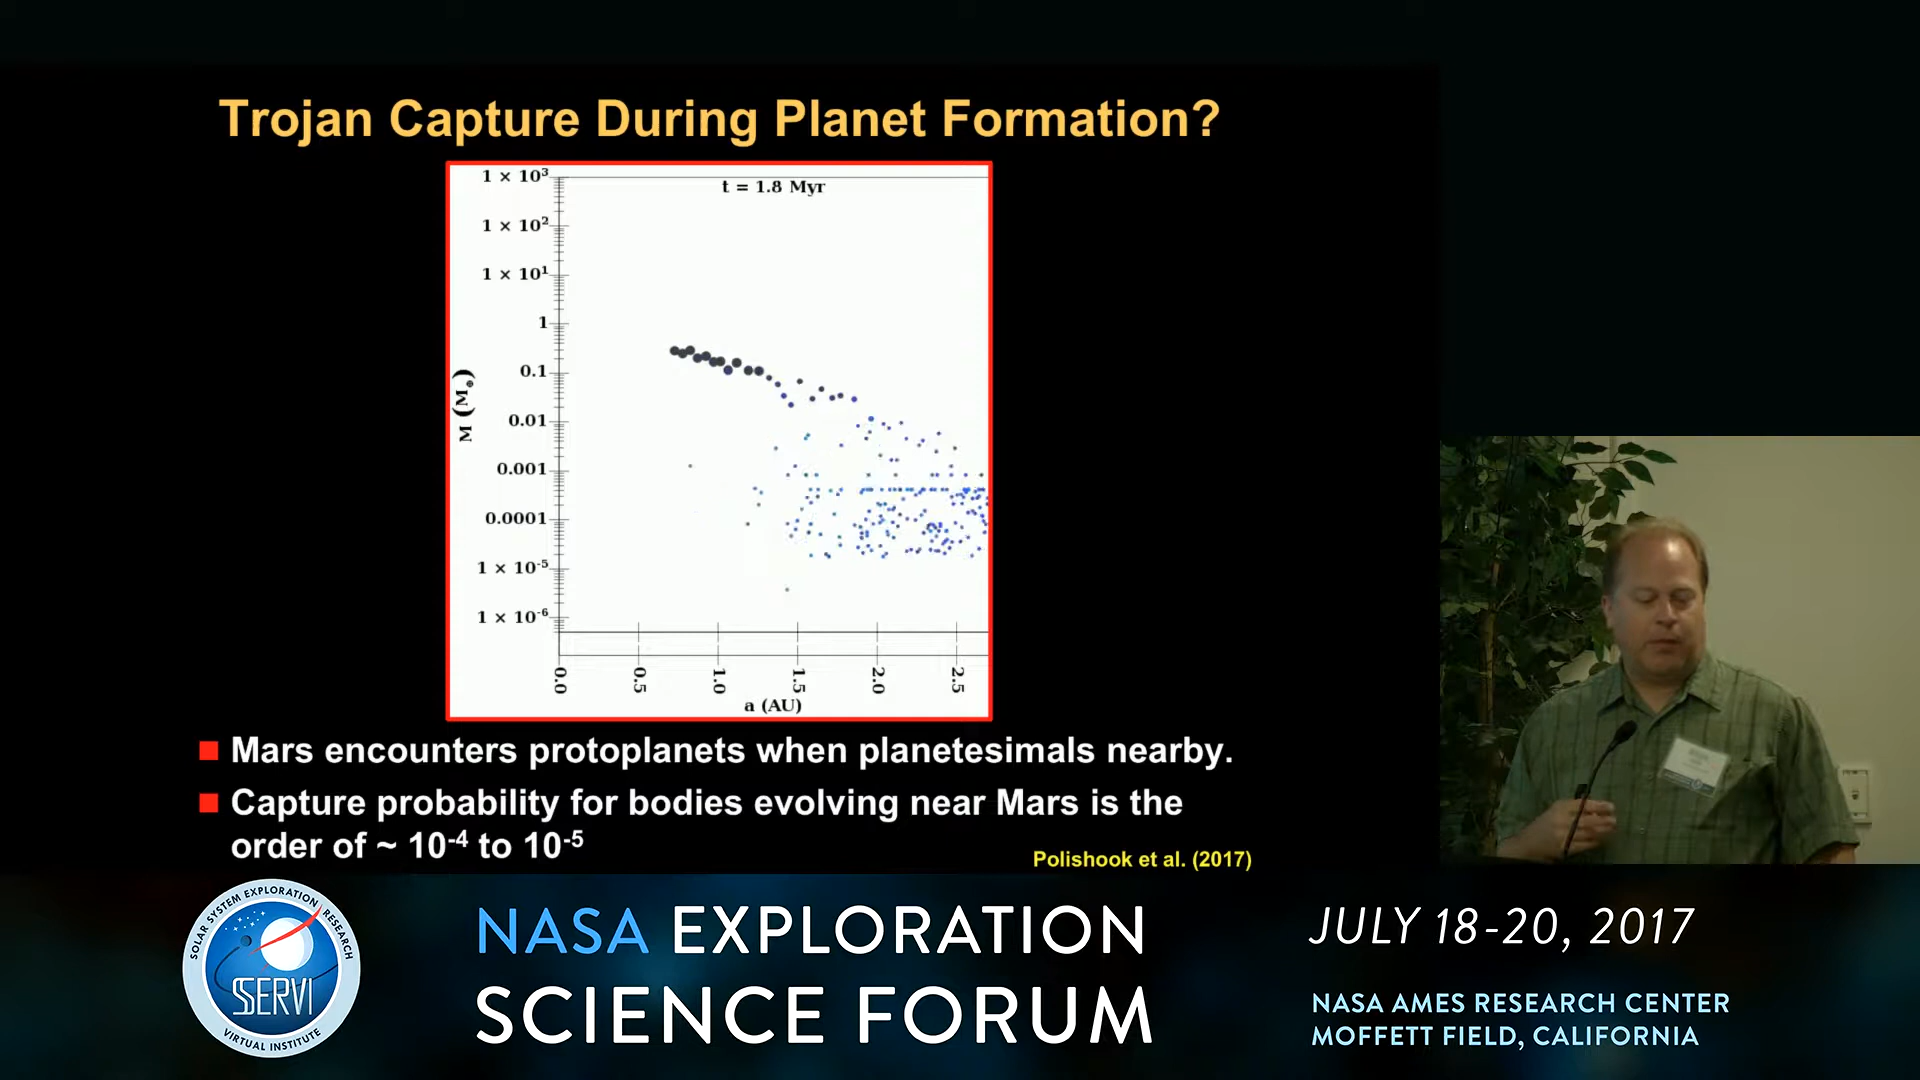 Trojan Capture During Planet Formation?
t = 1.8 Myr
1 × 10³
1 × 10²
1 × 10¹
1
0.1
0.01
0.001
0.0001
1 × 10⁻⁵
1 × 10⁻⁶
M (M⊕)
0.0
0.5
1.0
1.5
2.0
2.5
a (AU)
Mars encounters protoplanets when planetesimals nearby.
Capture probability for bodies evolving near Mars is the
order of ~ 10⁻⁴ to 10⁻⁵
Polishook et al. (2017)
SOLAR SYSTEM EXPLORATION RESEARCH
SSERVI
VIRTUAL INSTITUTE
NASA EXPLORATION
SCIENCE FORUM
JULY 18-20, 2017
NASA AMES RESEARCH CENTER
MOFFETT FIELD, CALIFORNIA